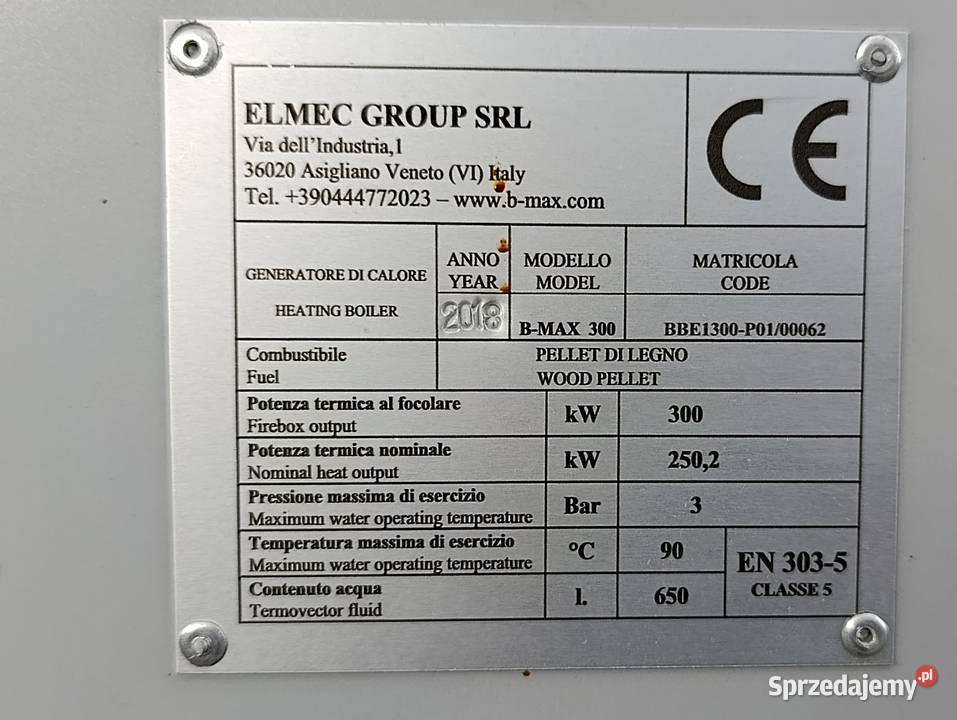 ELMEC GROUP SRL
Via dell'Industria,1
36020 Asigliano Veneto (VI) Italy
Tel. +390444772023 – www.b-max.com
CE
GENERATORE DI CALORE
HEATING BOILER
ANNO
YEAR
2018
MODELLO
MODEL
B-MAX 300
MATRICOLA
CODE
BBE1300-P01/00062
Combustibile
Fuel
PELLET DI LEGNO
WOOD PELLET
Potenza termica al focolare
Firebox output
kW
300
Potenza termica nominale
Nominal heat output
kW
250,2
Pressione massima di esercizio
Maximum water operating temperature
Bar
3
Temperatura massima di esercizio
Maximum water operating temperature
°C
90
Contenuto acqua
Termovector fluid
l.
650
EN 303-5
CLASSE 5
Sprzedajemy.pl